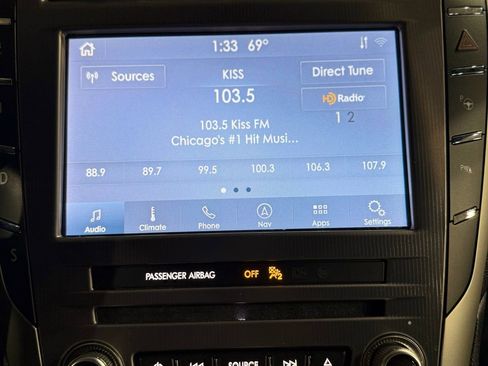 1:33 69°
Sources
KISS
Direct Tune
103.5
HD Radio
1 2
103.5 Kiss FM
Chicago's #1 Hit Musi...
88.9 89.7 99.5 100.3 106.3 107.9
Audio Climate Phone Nav Apps Settings
PASSENGER AIRBAG OFF
SOURCE
D
S